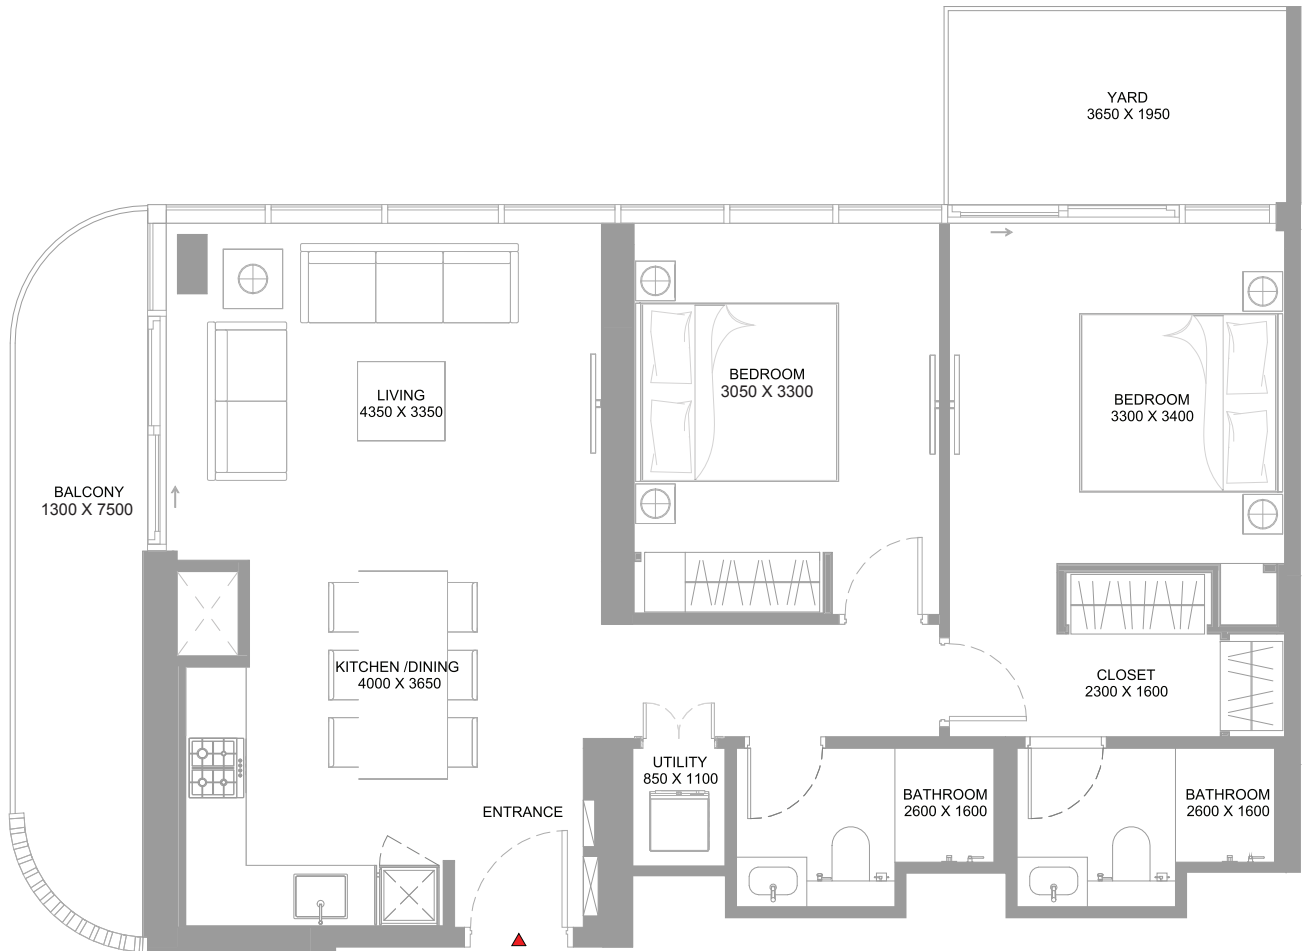 YARD
3650 X 1950
BEDROOM
3050 X 3300
LIVING
4350 X 3350
BEDROOM
3300 X 3400
BALCONY
1300 X 7500
KITCHEN /DINING
4000 X 3650
CLOSET
2300 X 1600
UTILITY
850 X 1100
BATHROOM
2600 X 1600
BATHROOM
2600 X 1600
ENTRANCE